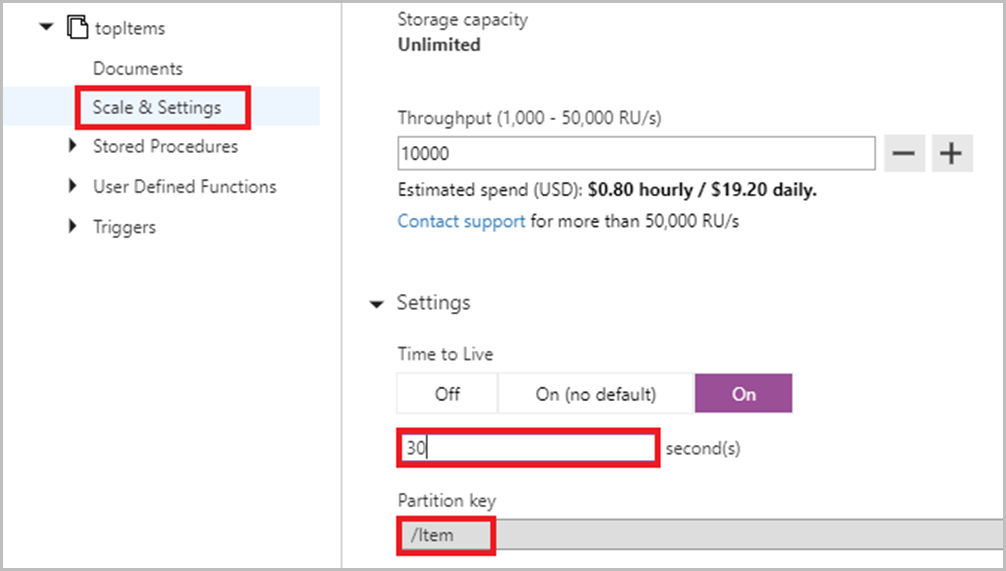 topItems
Documents
Scale & Settings
Stored Procedures
User Defined Functions
Triggers
Storage capacity
Unlimited
Throughput (1,000 - 50,000 RU/s)
10000
Estimated spend (USD): $0.80 hourly / $19.20 daily.
Contact support for more than 50,000 RU/s
Settings
Time to Live
Off On (no default) On
30 second(s)
Partition key
/Item